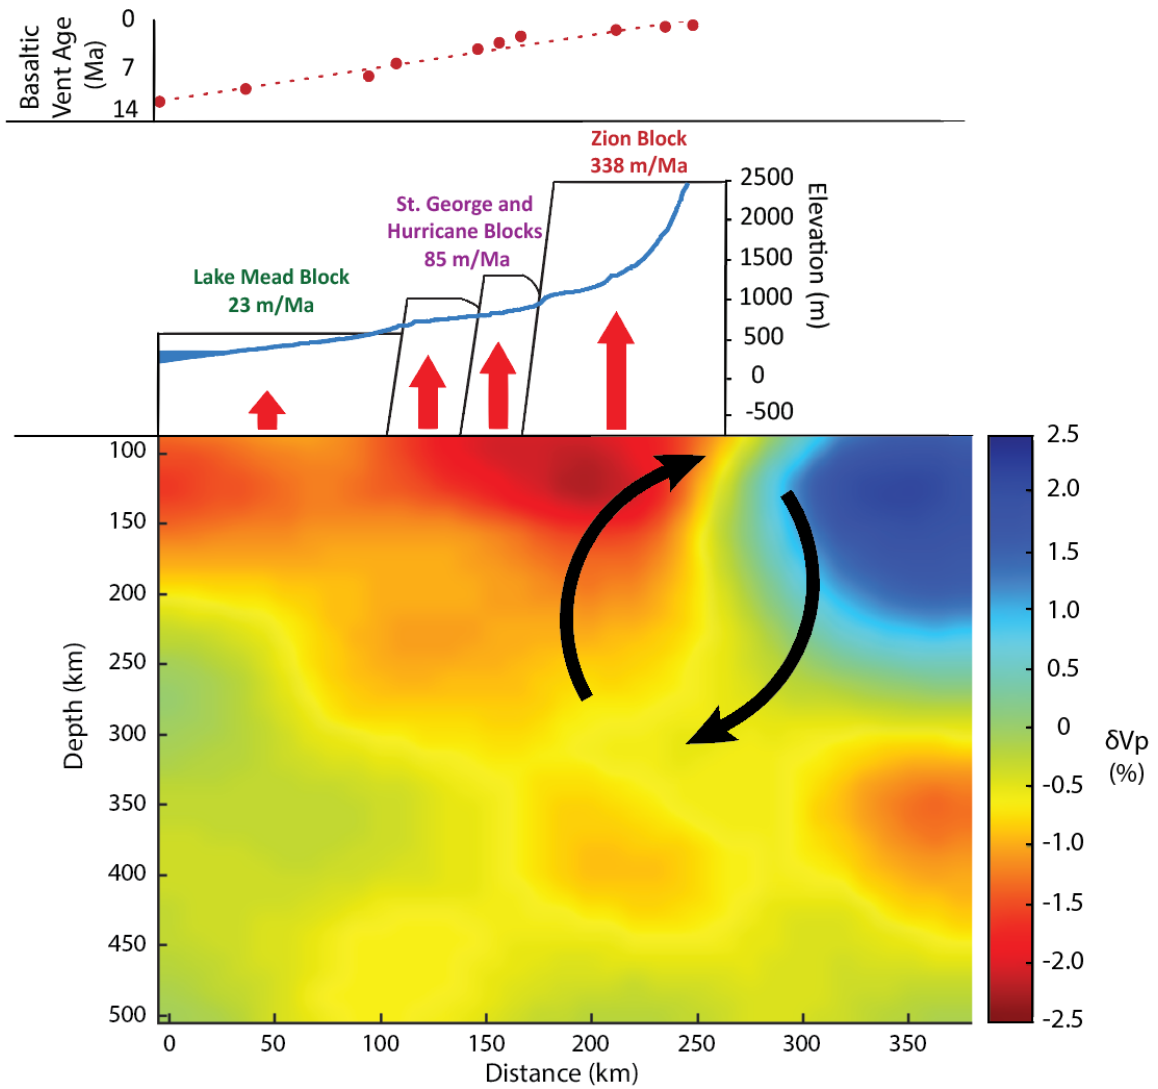 Basaltic
Vent Age
(Ma)
0
7
14
Zion Block
338 m/Ma
St. George and
Hurricane Blocks
85 m/Ma
Lake Mead Block
23 m/Ma
2500
2000
1500
1000
500
0
-500
Elevation (m)
100
150
200
250
300
350
400
450
500
Depth (km)
0 50 100 150 200 250 300 350
Distance (km)
2.5
2.0
1.5
1.0
0.5
0
-0.5
-1.0
-1.5
-2.0
-2.5
δVp
(%)